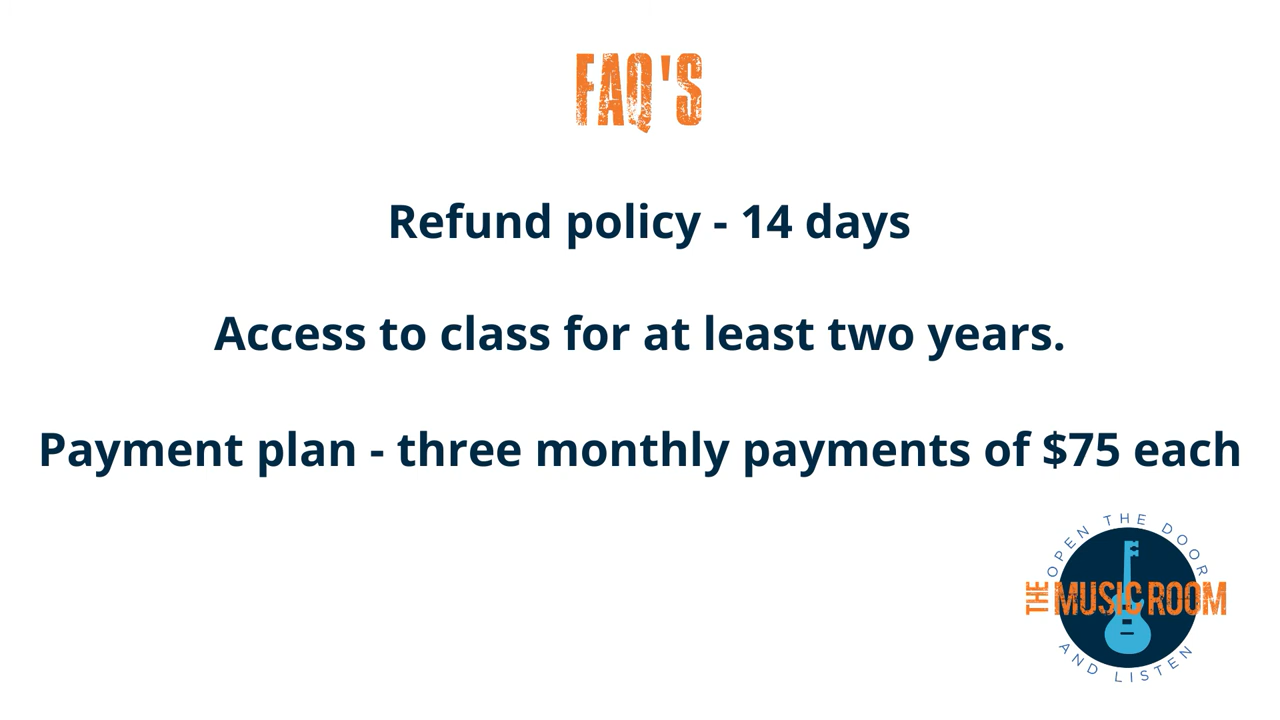 FAQ'S
Refund policy - 14 days
Access to class for at least two years.
Payment plan - three monthly payments of $75 each
OPEN THE DOOR
THE MUSIC ROOM
AND LISTEN